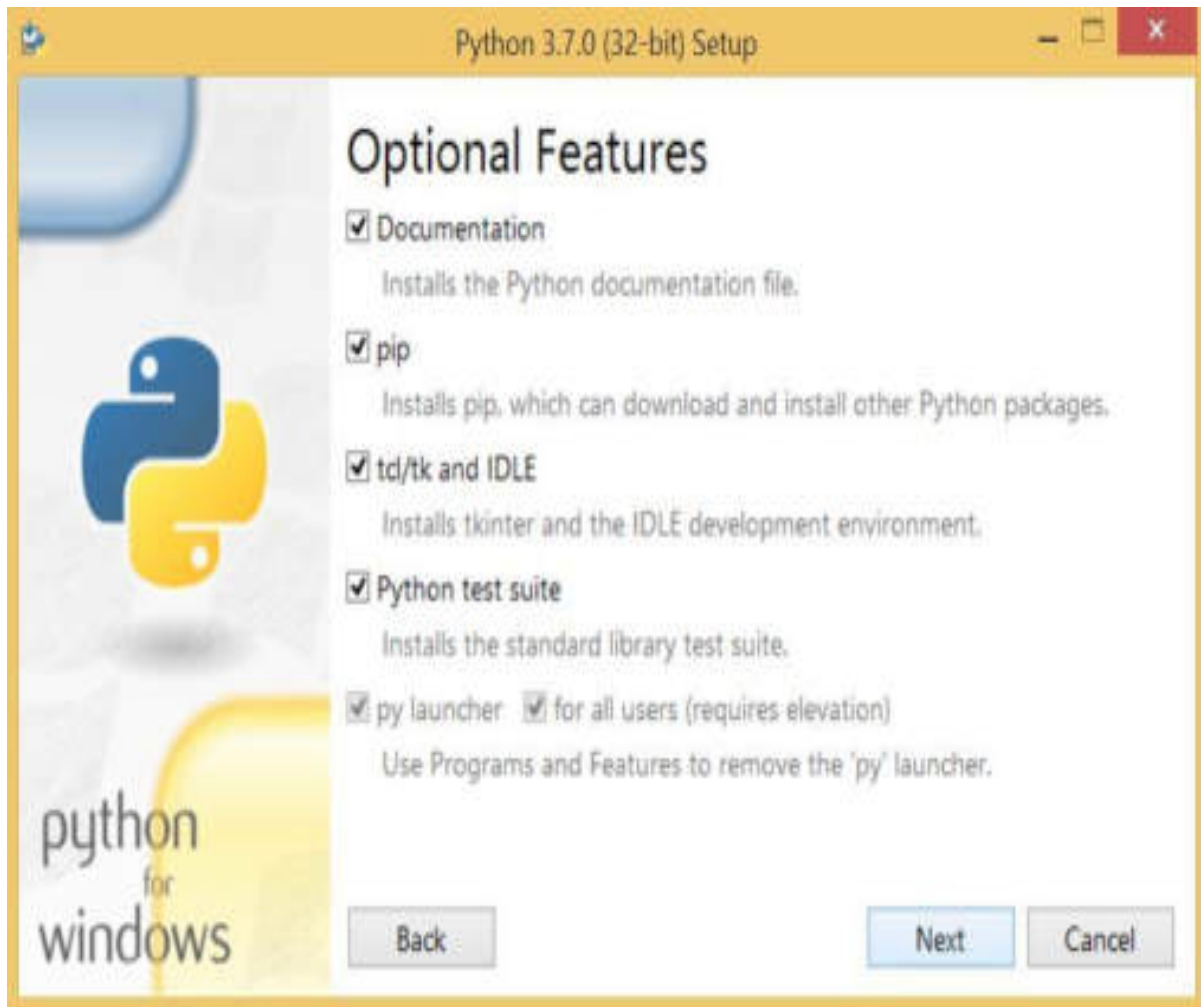 Python 3.7.0 (32-bit) Setup
Optional Features
Documentation
Installs the Python documentation file.
pip
Installs pip, which can download and install other Python packages.
tcl/tk and IDLE
Installs tkinter and the IDLE development environment.
Python test suite
Installs the standard library test suite.
py launcher for all users (requires elevation)
Use Programs and Features to remove the 'py' launcher.
python
for
windows
Back Next Cancel